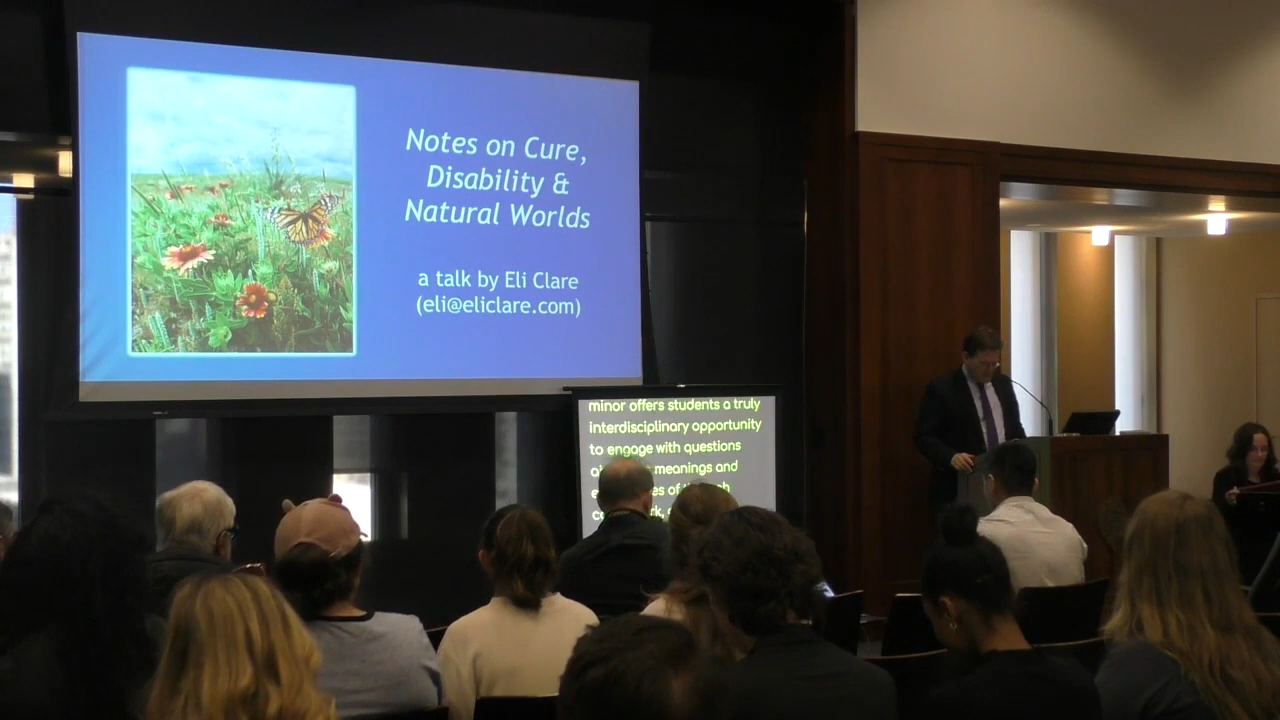 Notes on Cure,
Disability &
Natural Worlds
a talk by Eli Clare
(eli@eliclare.com)
minor offers students a truly
interdisciplinary opportunity
to engage with questions
meanings and
of